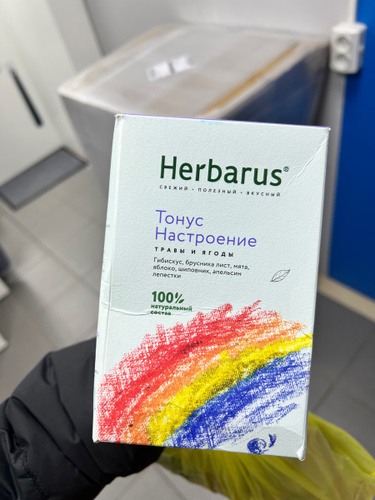 Herbarus®
СВЕЖИЙ • ПОЛЕЗНЫЙ • ВКУСНЫЙ
Тонус
Настроение
ТРАВЫ И ЯГОДЫ
Гибискус, брусника лист, мята,
яблоко, шиповник, апельсин
лепестки
100%
натуральный
состав